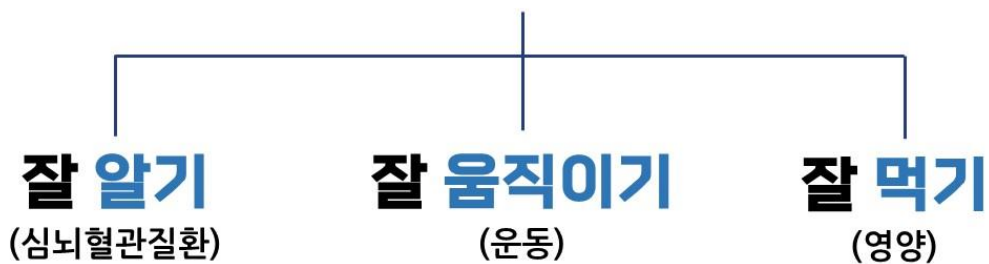 잘 알기
(심뇌혈관질환)
잘 움직이기
(운동)
잘 먹기
(영양)